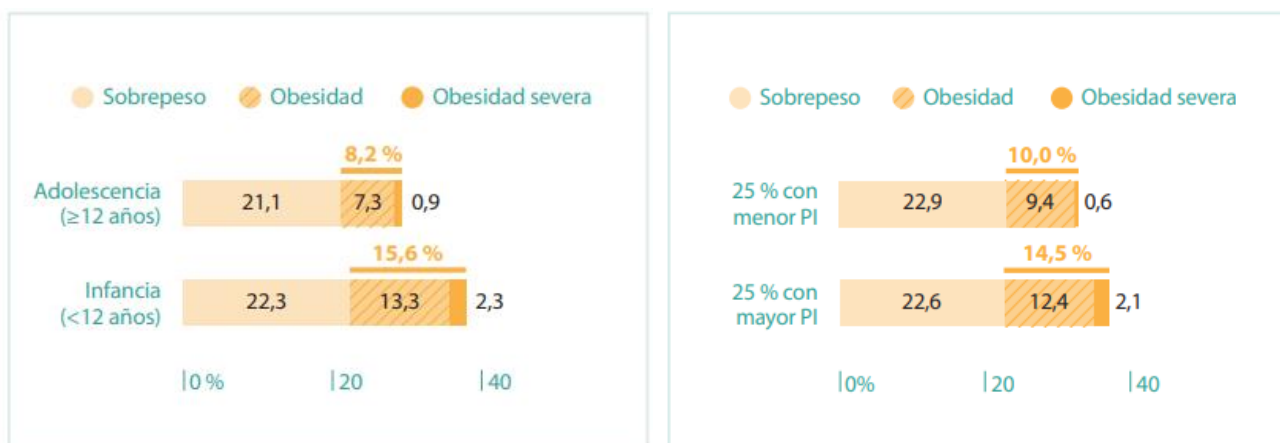 Sobrepeso Obesidad Obesidad severa
8,2 %
Adolescencia
(≥12 años)
21,1 7,3 0,9
15,6 %
Infancia
(<12 años)
22,3 13,3 2,3
0 % 20 40
Sobrepeso Obesidad Obesidad severa
10,0 %
25 % con
menor PI
22,9 9,4 0,6
14,5 %
25 % con
mayor PI
22,6 12,4 2,1
0% 20 40